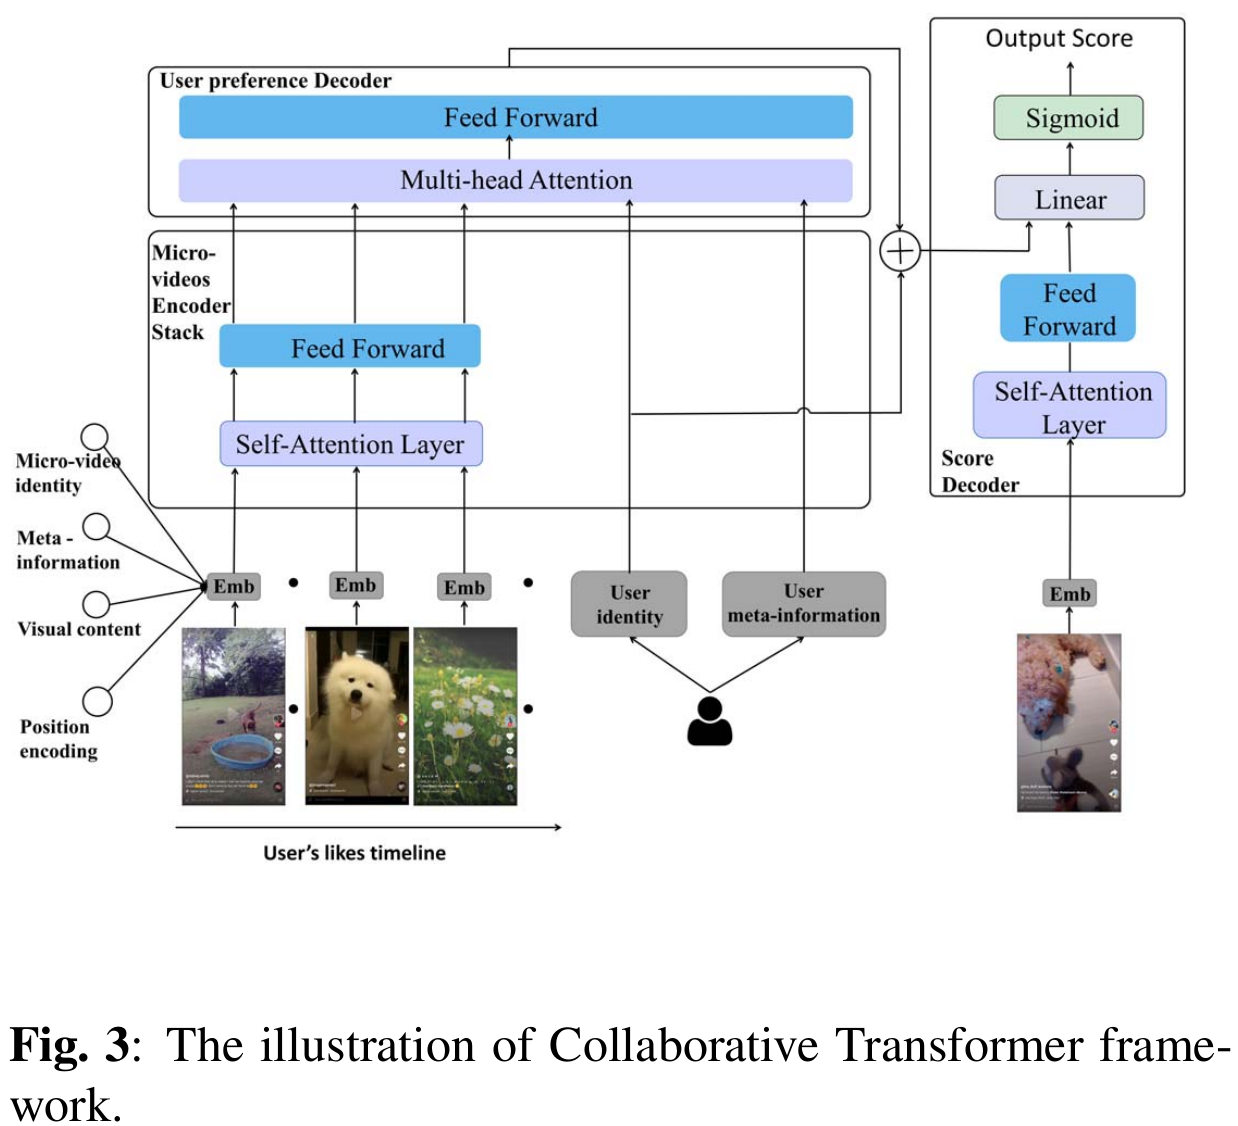 Output Score
User preference Decoder
Feed Forward
Sigmoid
Multi-head Attention
Linear
Micro-
videos
Encoder
Stack
Feed
Forward
Feed Forward
Self-Attention
Layer
Self-Attention Layer
Score
Decoder
Micro-video
identity
Meta -
information
Visual content
Position
encoding
Emb
Emb
Emb
User
identity
User
meta-information
Emb
User's likes timeline
Fig. 3: The illustration of Collaborative Transformer frame-
work.